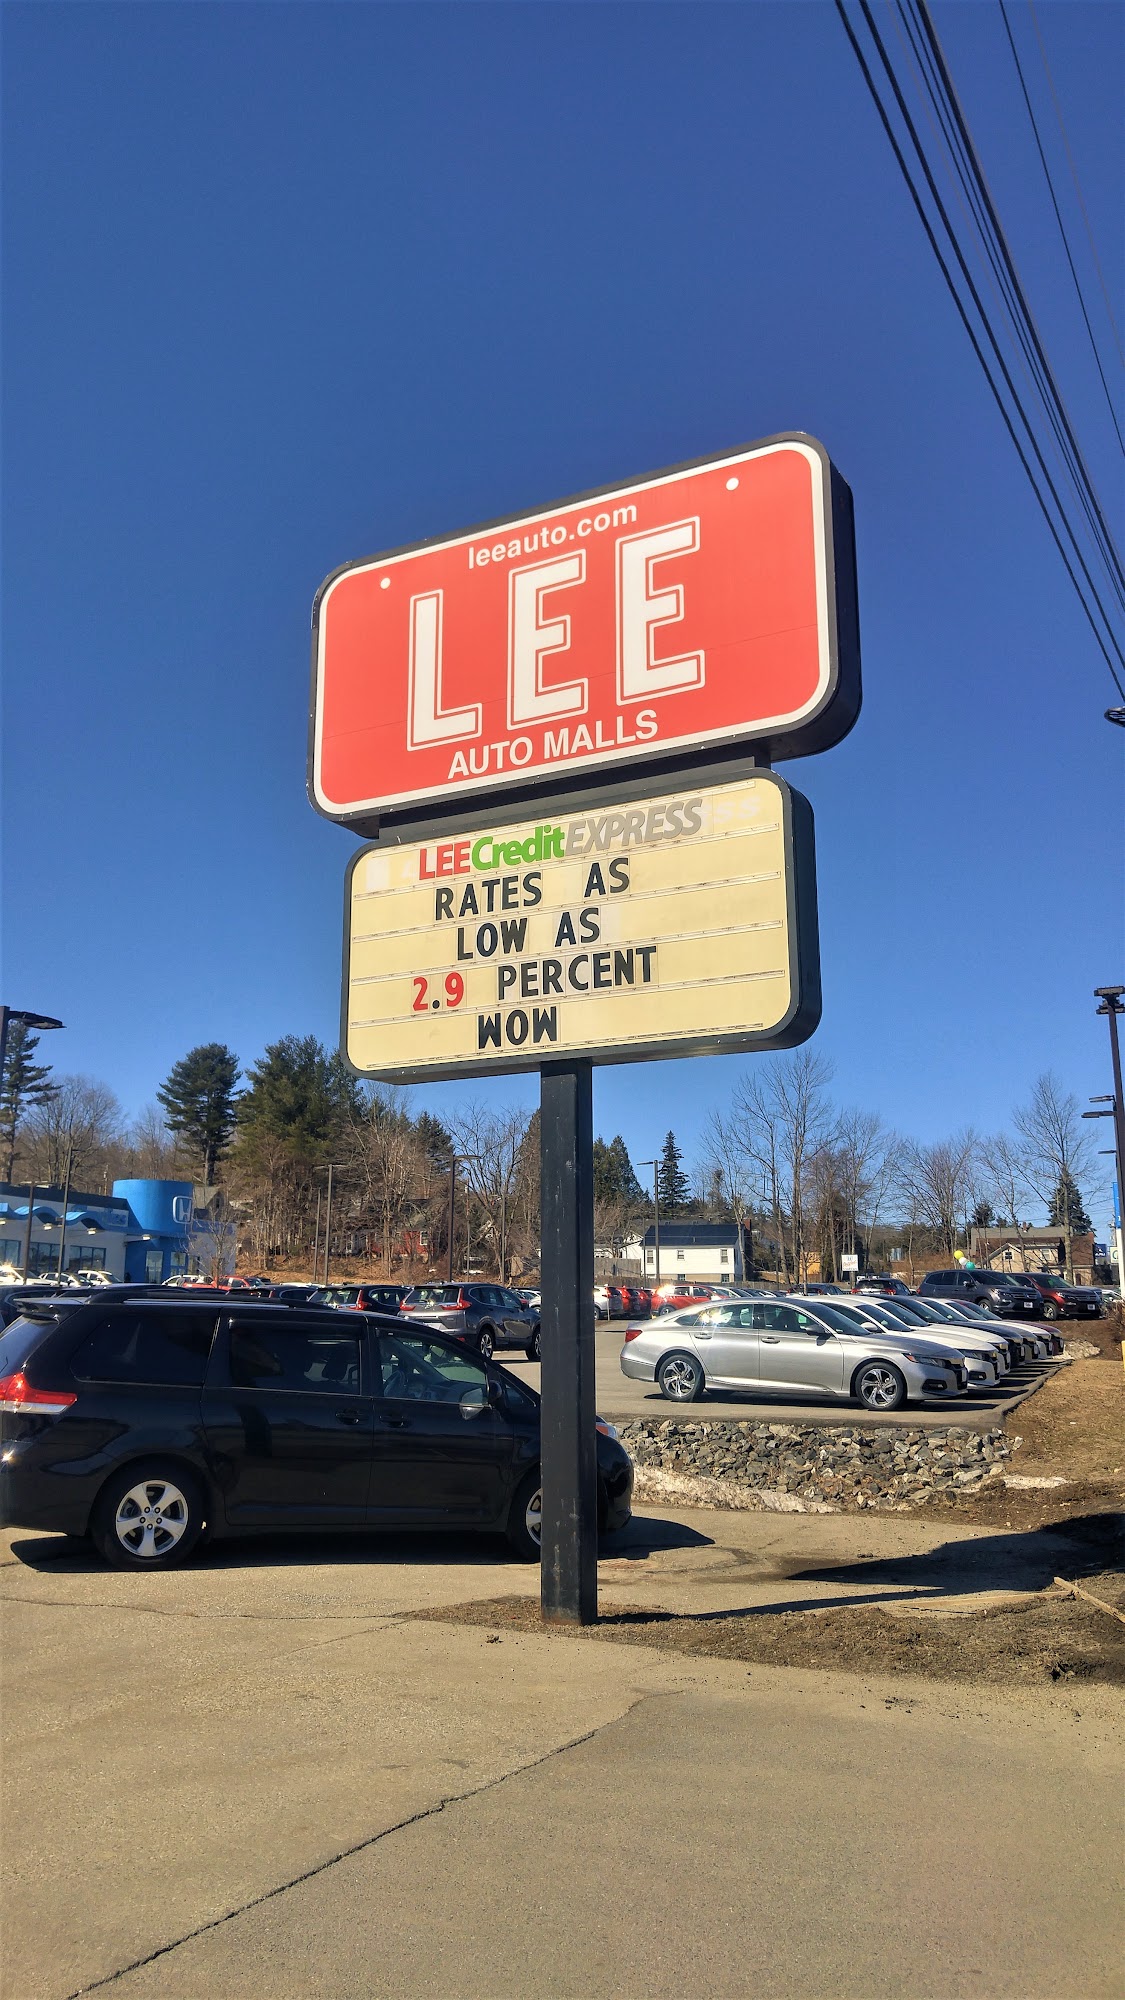 leeauto.com
LEE
AUTO MALLS
LEECreditEXPRESS
RATES AS
LOW AS
2.9 PERCENT
WOW